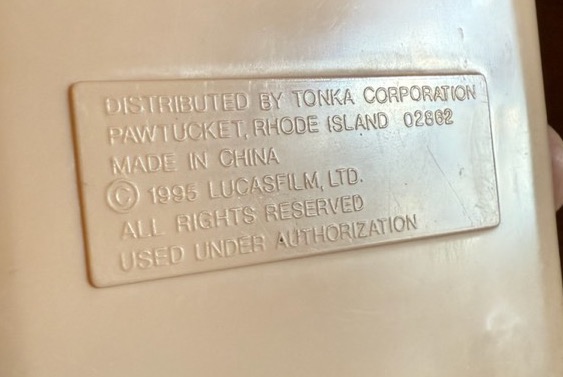 DISTRIBUTED BY TONKA CORPORATION
PAWTUCKET, RHODE ISLAND 02862
MADE IN CHINA
© 1995 LUCASFILM, LTD.
ALL RIGHTS RESERVED
USED UNDER AUTHORIZATION